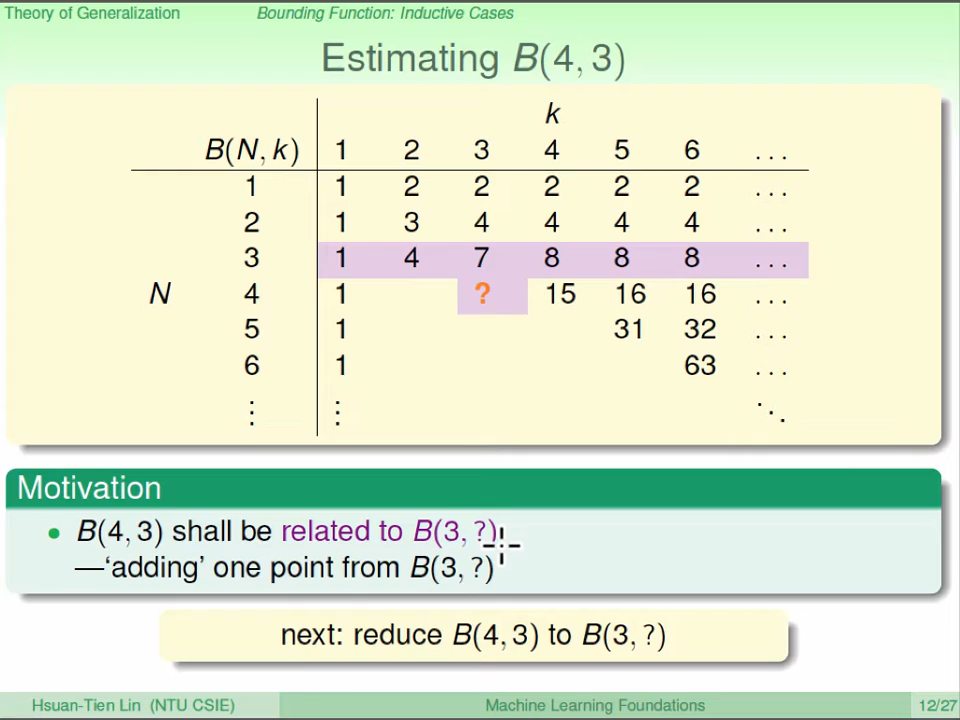 Theory of Generalization Bounding Function: Inductive Cases
Estimating B(4, 3)
k
B(N, k) 1 2 3 4 5 6 ...
1 1 2 2 2 2 2 ...
2 1 3 4 4 4 4 ...
3 1 4 7 8 8 8 ...
N 4 1 ? 15 16 16 ...
5 1 31 32 ...
6 1 63 ...
⋮ ⋮ ⋱
Motivation
• B(4, 3) shall be related to B(3, ?)
—‘adding’ one point from B(3, ?)
next: reduce B(4, 3) to B(3, ?)
Hsuan-Tien Lin (NTU CSIE) Machine Learning Foundations 12/27